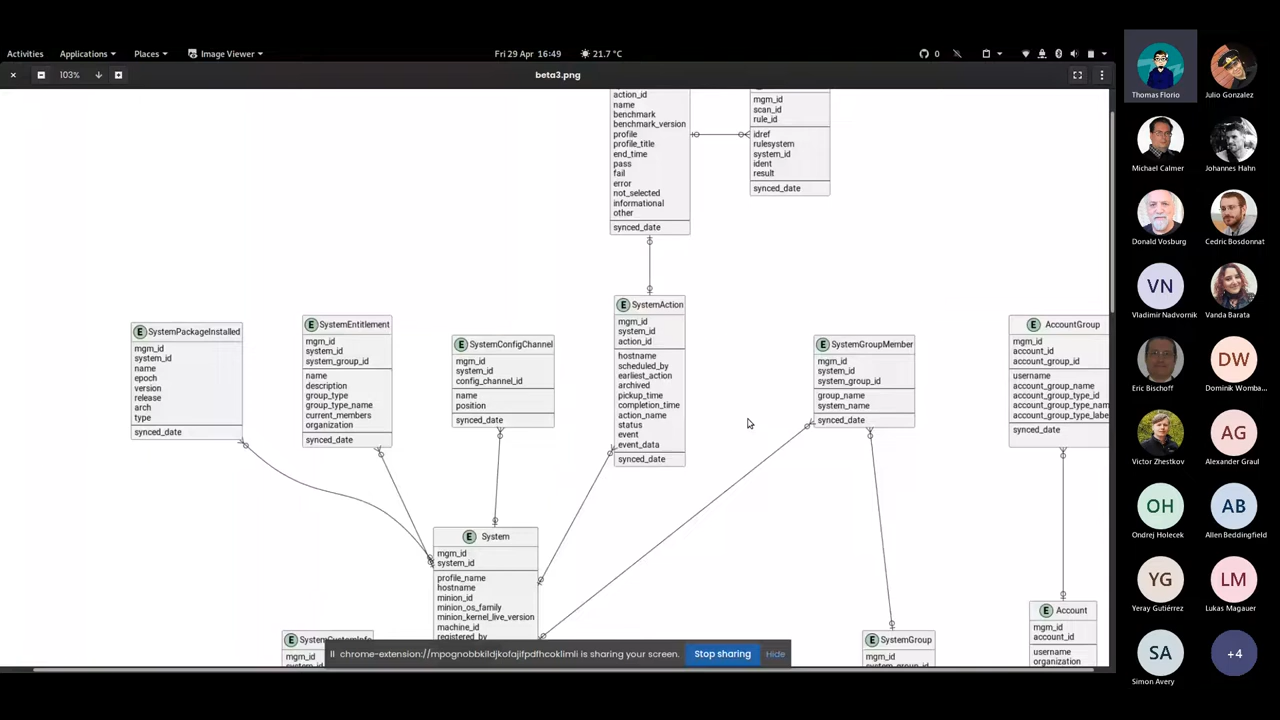 Activities
Applications
Places
Image Viewer
Fri 29 Apr 16:49
21.7 °C
0
103%
beta3.png
action_id
name
benchmark
benchmark_version
profile
profile_title
end_time
pass
fail
error
not_selected
informational
other
synced_date
mgm_id
scan_id
rule_id
idref
rulesystem
system_id
ident
result
synced_date
E SystemPackageInstalled
mgm_id
system_id
name
epoch
version
release
arch
type
synced_date
E SystemEntitlement
mgm_id
system_id
system_group_id
name
description
group_type
group_type_name
current_members
organization
synced_date
E SystemConfigChannel
mgm_id
system_id
config_channel_id
name
position
synced_date
E SystemAction
mgm_id
system_id
action_id
hostname
scheduled_by
earliest_action
archived
pickup_time
completion_time
action_name
status
event
event_data
synced_date
E SystemGroupMember
mgm_id
system_id
system_group_id
group_name
system_name
synced_date
E AccountGroup
mgm_id
account_id
account_group_id
username
account_group_name
account_group_type_id
account_group_type_nam
account_group_type_labe
synced_date
E System
mgm_id
system_id
profile_name
hostname
minion_id
minion_os_family
minion_kernel_live_version
machine_id
registered_by
E SystemCustomInfo
mgm_id
E SystemGroup
mgm_id
system_group_id
E Account
mgm_id
account_id
username
organization
chrome-extension://mpognobbkildjkofajifpdfhcoklimli is sharing your screen.
Stop sharing
Hide
Thomas Florio
Julio Gonzalez
Michael Calmer
Johannes Hahn
Donald Vosburg
Cedric Bosdonnat
VN
Vladimir Nadvornik
Vanda Barata
Eric Bischoff
DW
Dominik Womba...
Victor Zhestkov
AG
Alexander Graul
OH
Ondrej Holecek
AB
Allen Beddingfield
YG
Yeray Gutiérrez
LM
Lukas Magauer
SA
Simon Avery
+4